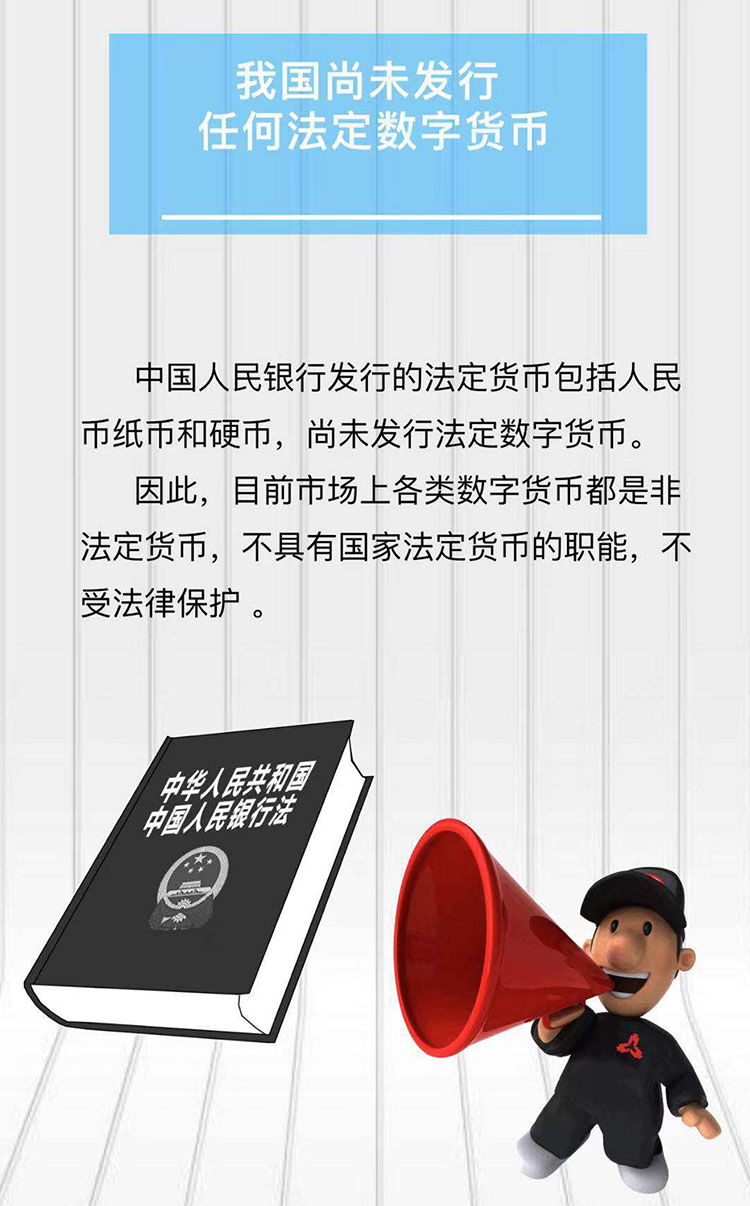 我国尚未发行
任何法定数字货币
中国人民银行发行的法定货币包括人民
币纸币和硬币，尚未发行法定数字货币。
因此，目前市场上各类数字货币都是非
法定货币，不具有国家法定货币的职能，不
受法律保护 。
中华人民共和国
中国人民银行法